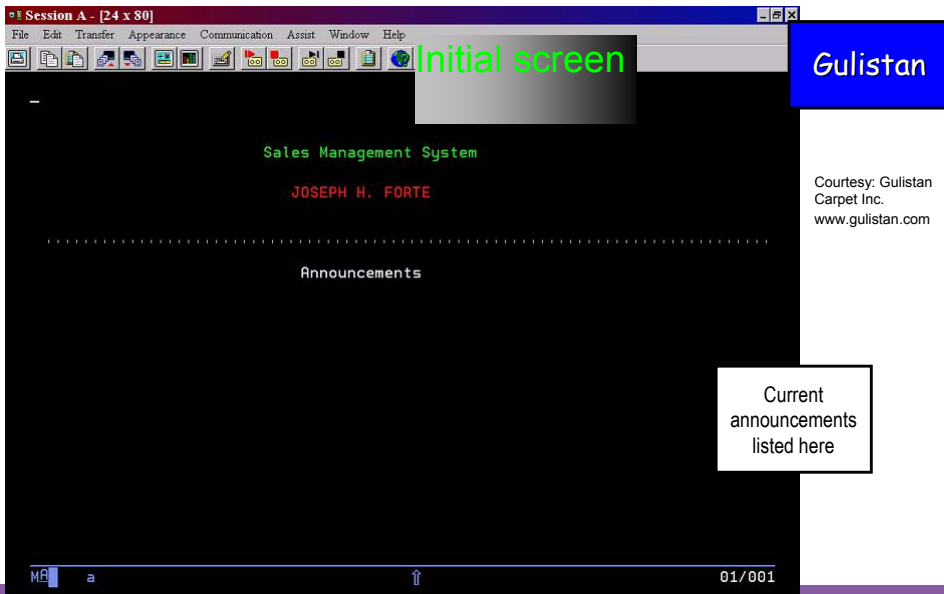 Session A - [24 x 80]
File Edit Transfer Appearance Communication Assist Window Help
Initial screen
Gulistan
Sales Management System
JOSEPH H. FORTE
Courtesy: Gulistan
Carpet Inc.
www.gulistan.com
Announcements
Current
announcements
listed here
MA a 01/001